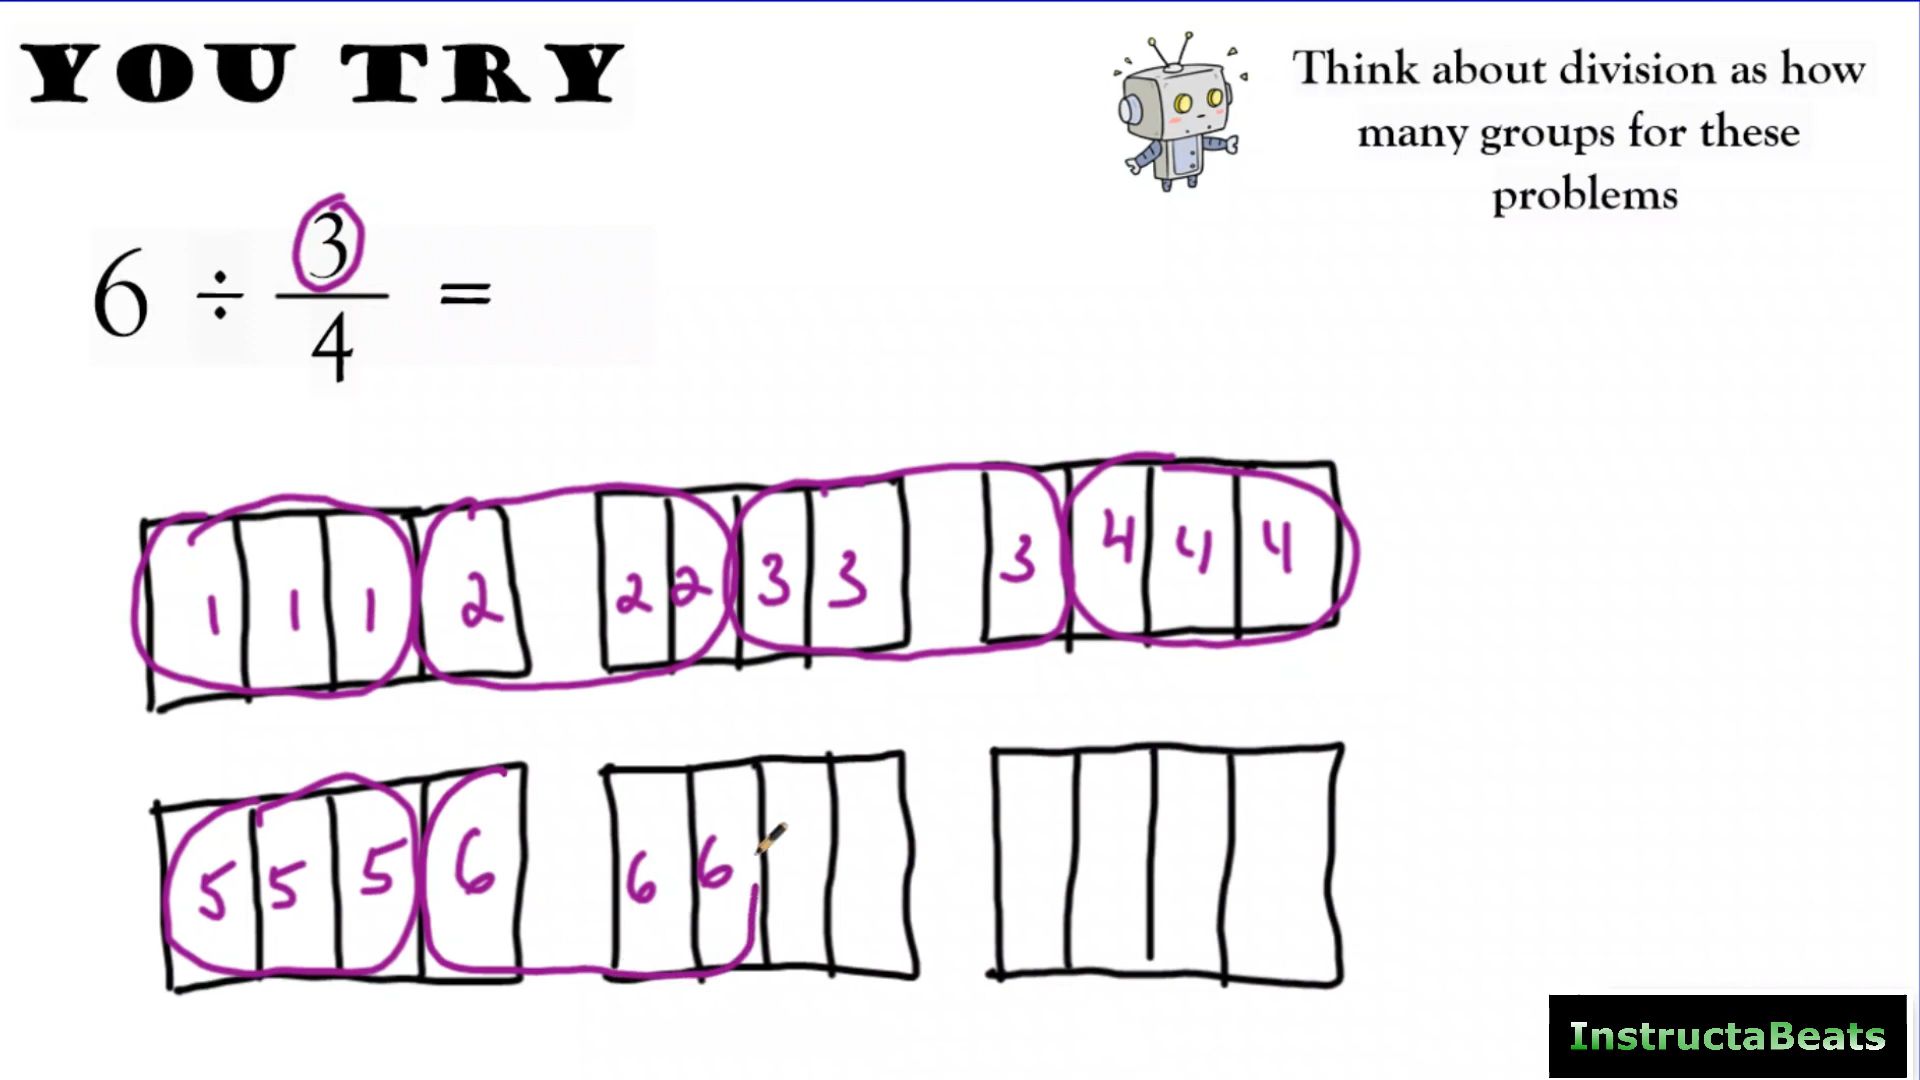 YOU TRY
Think about division as how
many groups for these
problems
6 ÷ 3/4 =
1 1 1 2 2 2 3 3 3 4 4 4
5 5 5 6 6 6
InstructaBeats